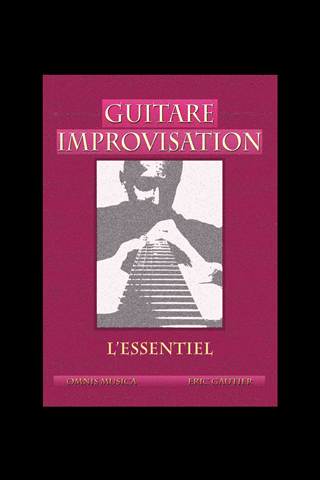 GUITARE
IMPROVISATION
L'ESSENTIEL
OMNIS MUSICA ERIC GAUTIER